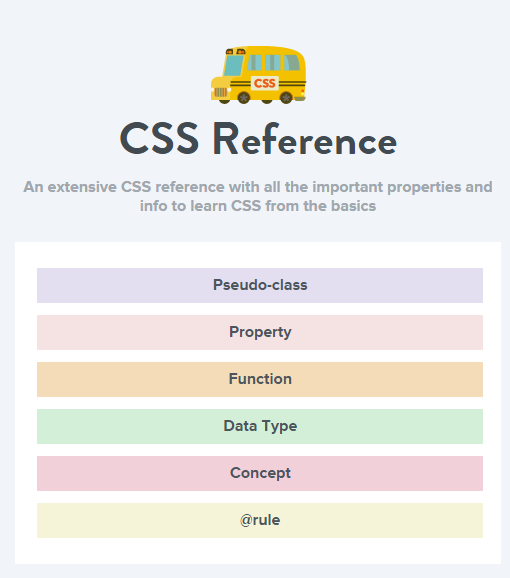 CSS
CSS Reference
An extensive CSS reference with all the important properties and
info to learn CSS from the basics
Pseudo-class
Property
Function
Data Type
Concept
@rule